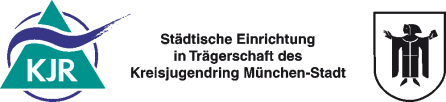 KJR
Städtische Einrichtung
in Trägerschaft des
Kreisjugendring München-Stadt